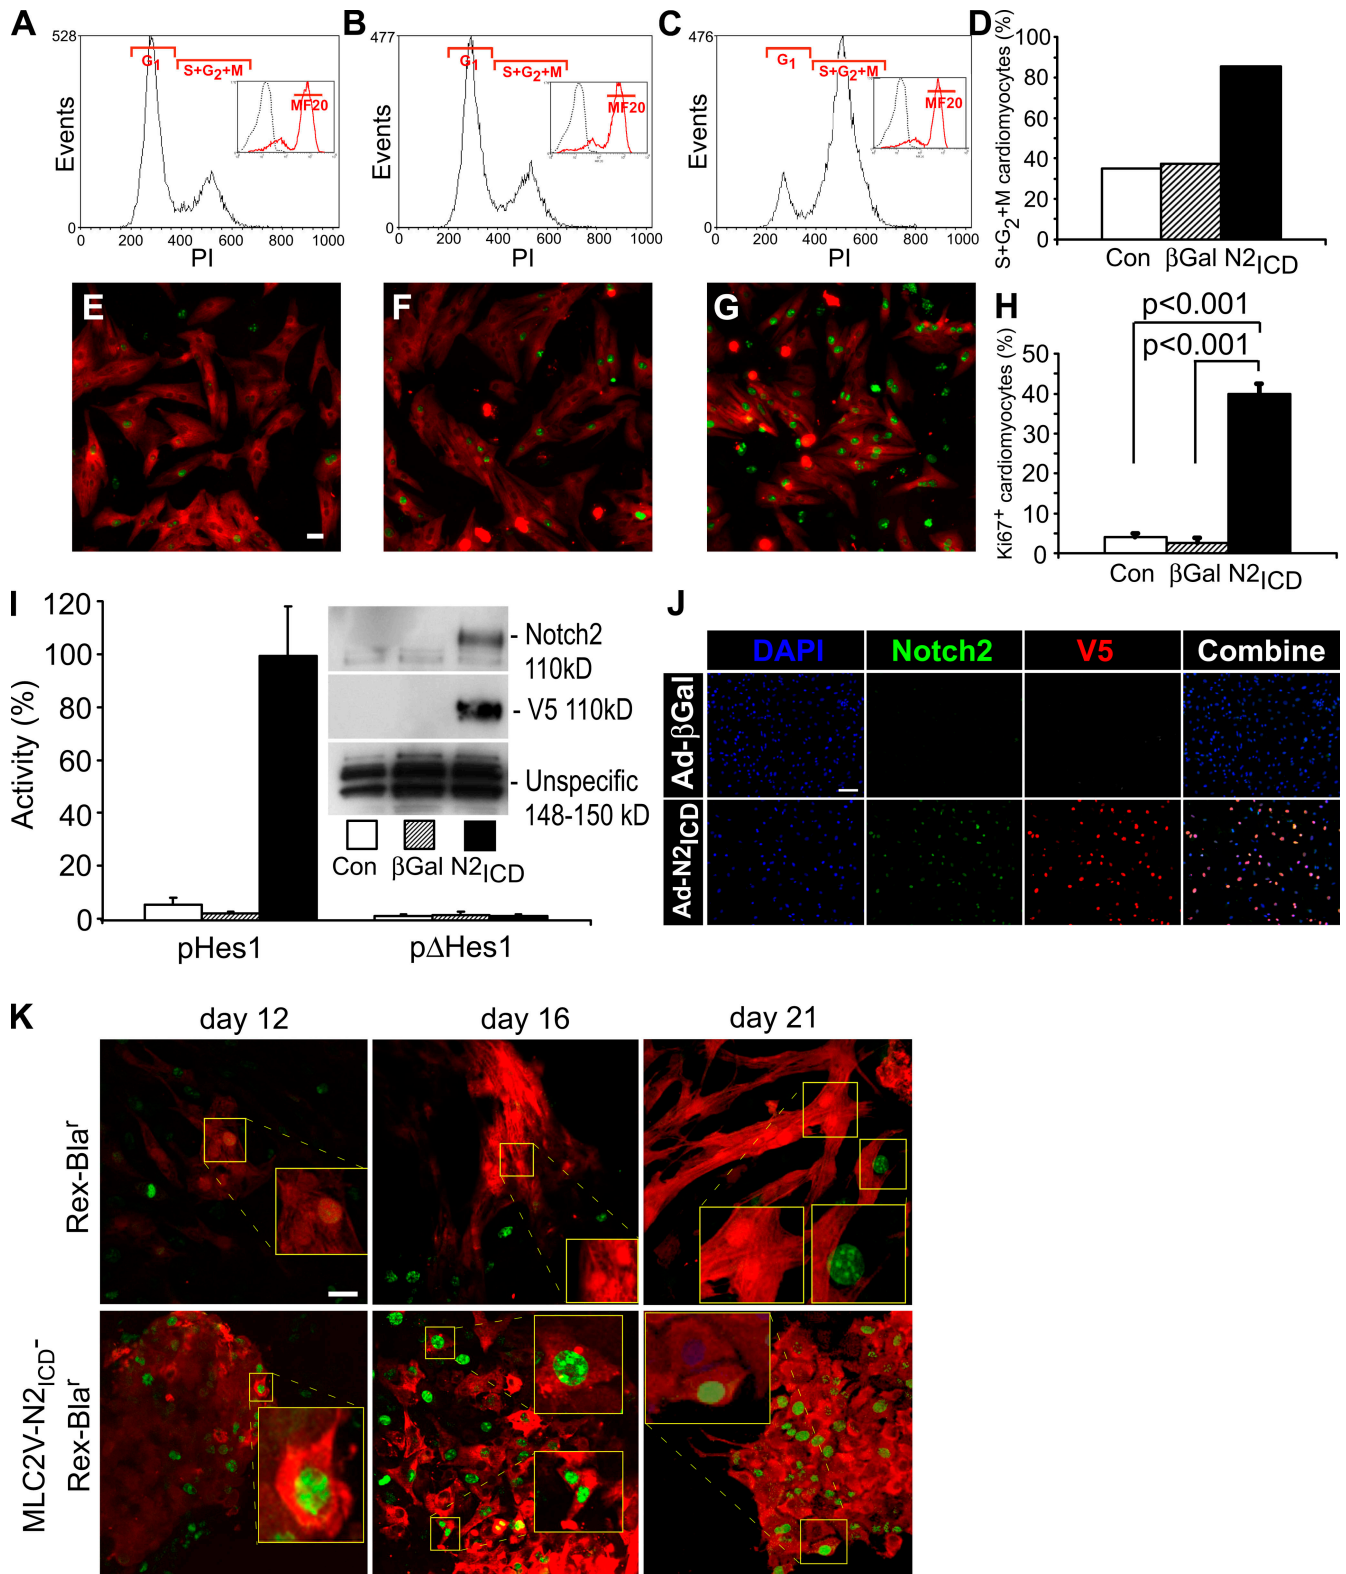 A
528
Events
0
G1
S+G2+M
MF20
0 200 400 600 800 1000
PI
B
477
Events
0
G1
S+G2+M
MF20
0 200 400 600 800 1000
PI
C
476
Events
0
G1
S+G2+M
MF20
0 200 400 600 800 1000
PI
D
S+G2+M cardiomyocytes (%)
100
80
60
40
20
0
Con βGal N2ICD
E
F
G
H
p<0.001
p<0.001
Ki67+ cardiomyocytes (%)
50
40
30
20
10
0
Con βGal N2ICD
I
Activity (%)
120
100
80
60
40
20
0
pHes1 pΔHes1
- Notch2
110kD
- V5 110kD
- Unspecific
148-150 kD
Con βGal N2ICD
J
DAPI Notch2 V5 Combine
Ad-βGal
Ad-N2ICD
K
day 12 day 16 day 21
Rex-Blar
MLC2V-N2ICD-
Rex-Blar